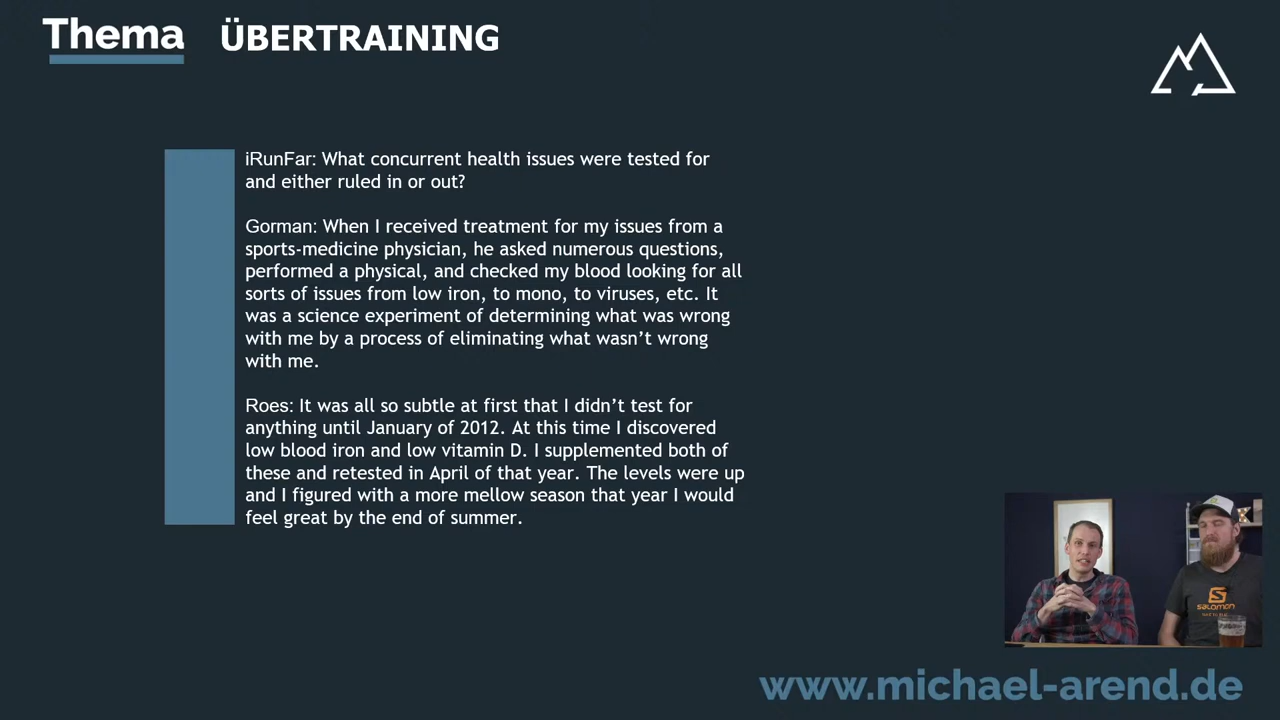 Thema ÜBERTRAINING
iRunFar: What concurrent health issues were tested for
and either ruled in or out?
Gorman: When I received treatment for my issues from a
sports-medicine physician, he asked numerous questions,
performed a physical, and checked my blood looking for all
sorts of issues from low iron, to mono, to viruses, etc. It
was a science experiment of determining what was wrong
with me by a process of eliminating what wasn’t wrong
with me.
Roes: It was all so subtle at first that I didn’t test for
anything until January of 2012. At this time I discovered
low blood iron and low vitamin D. I supplemented both of
these and retested in April of that year. The levels were up
and I figured with a more mellow season that year I would
feel great by the end of summer.
salomon
www.michael-arend.de